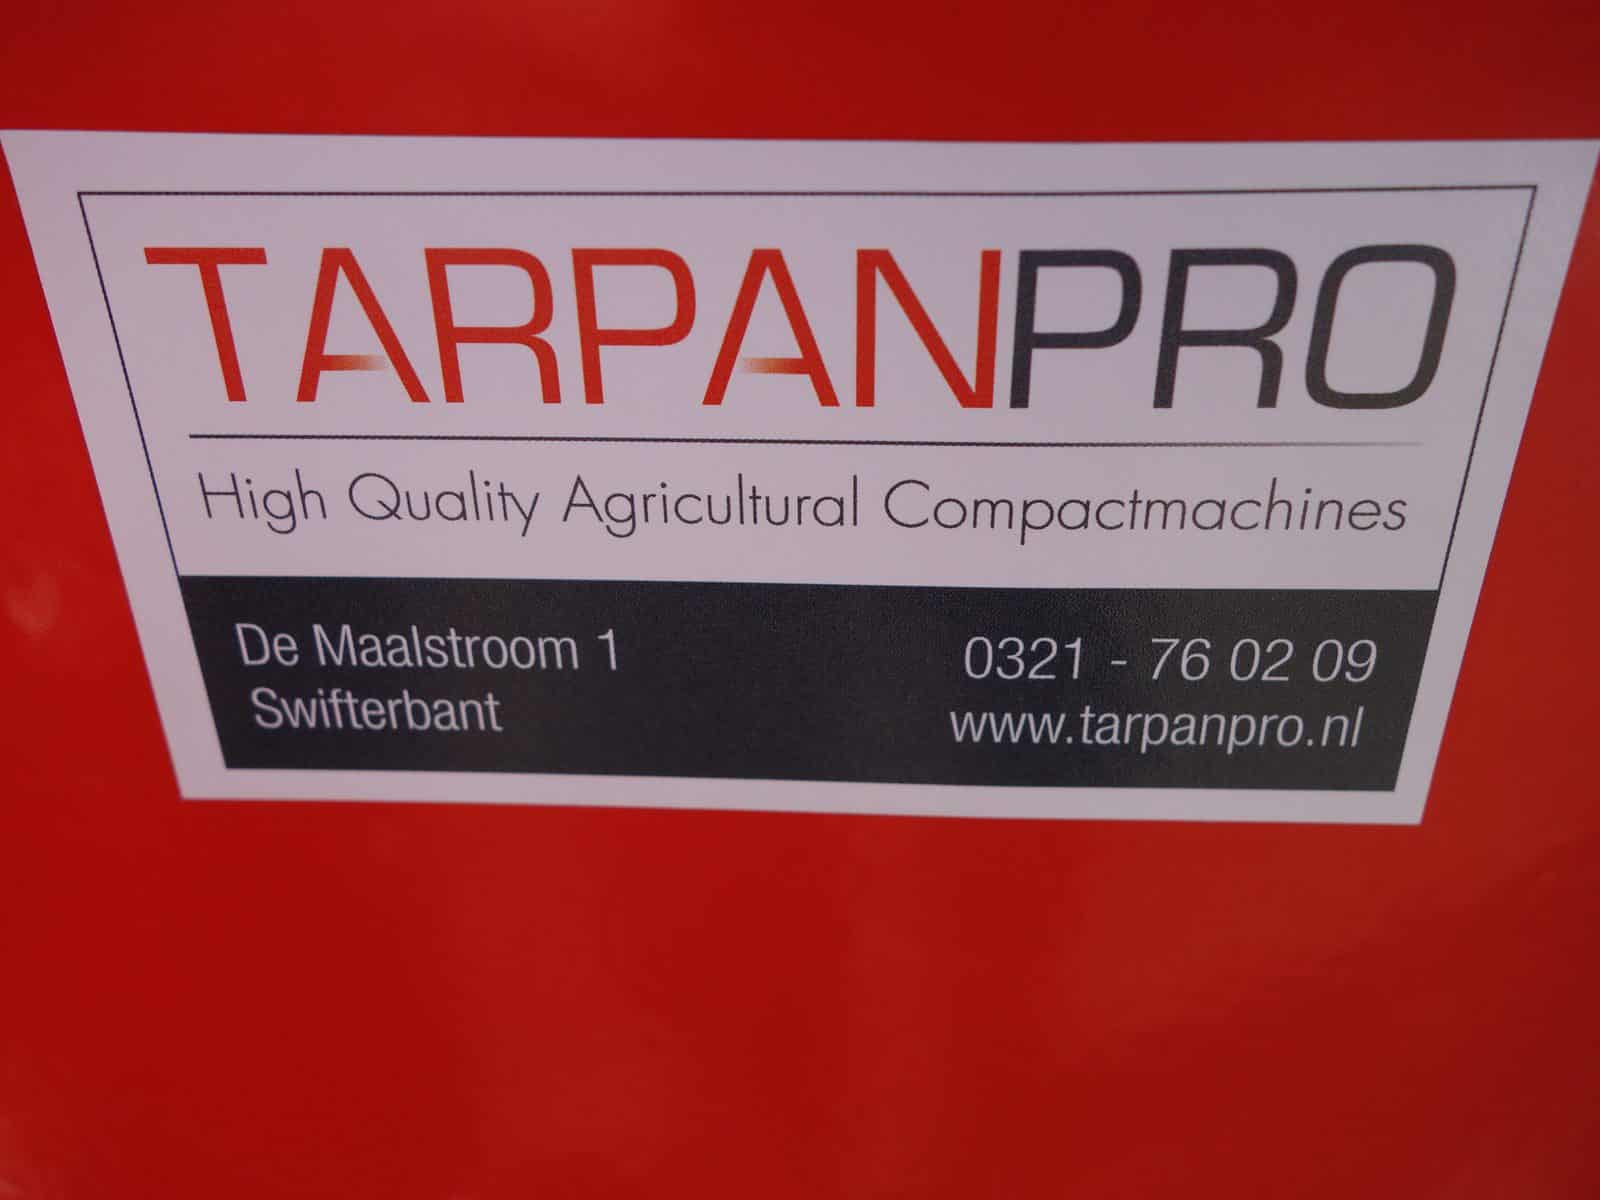 TARPANPRO
High Quality Agricultural Compactmachines
De Maalstroom 1
Swifterbant
0321 - 76 02 09
www.tarpanpro.nl